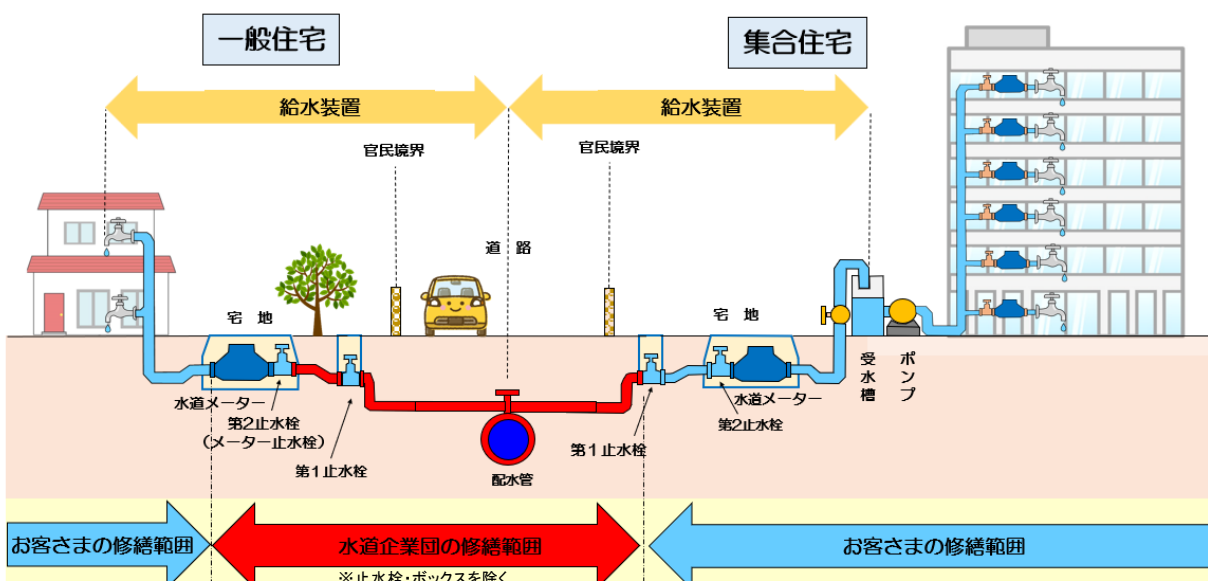 一般住宅
集合住宅
給水装置
給水装置
官民境界
官民境界
道 路
宅 地
宅 地
水道メーター
第2止水栓
(メーター止水栓)
第1止水栓
配水管
第1止水栓
第2止水栓
水道メーター
受水槽
ポンプ
お客さまの修繕範囲
水道企業団の修繕範囲
※止水栓・ボックスを除く
お客さまの修繕範囲